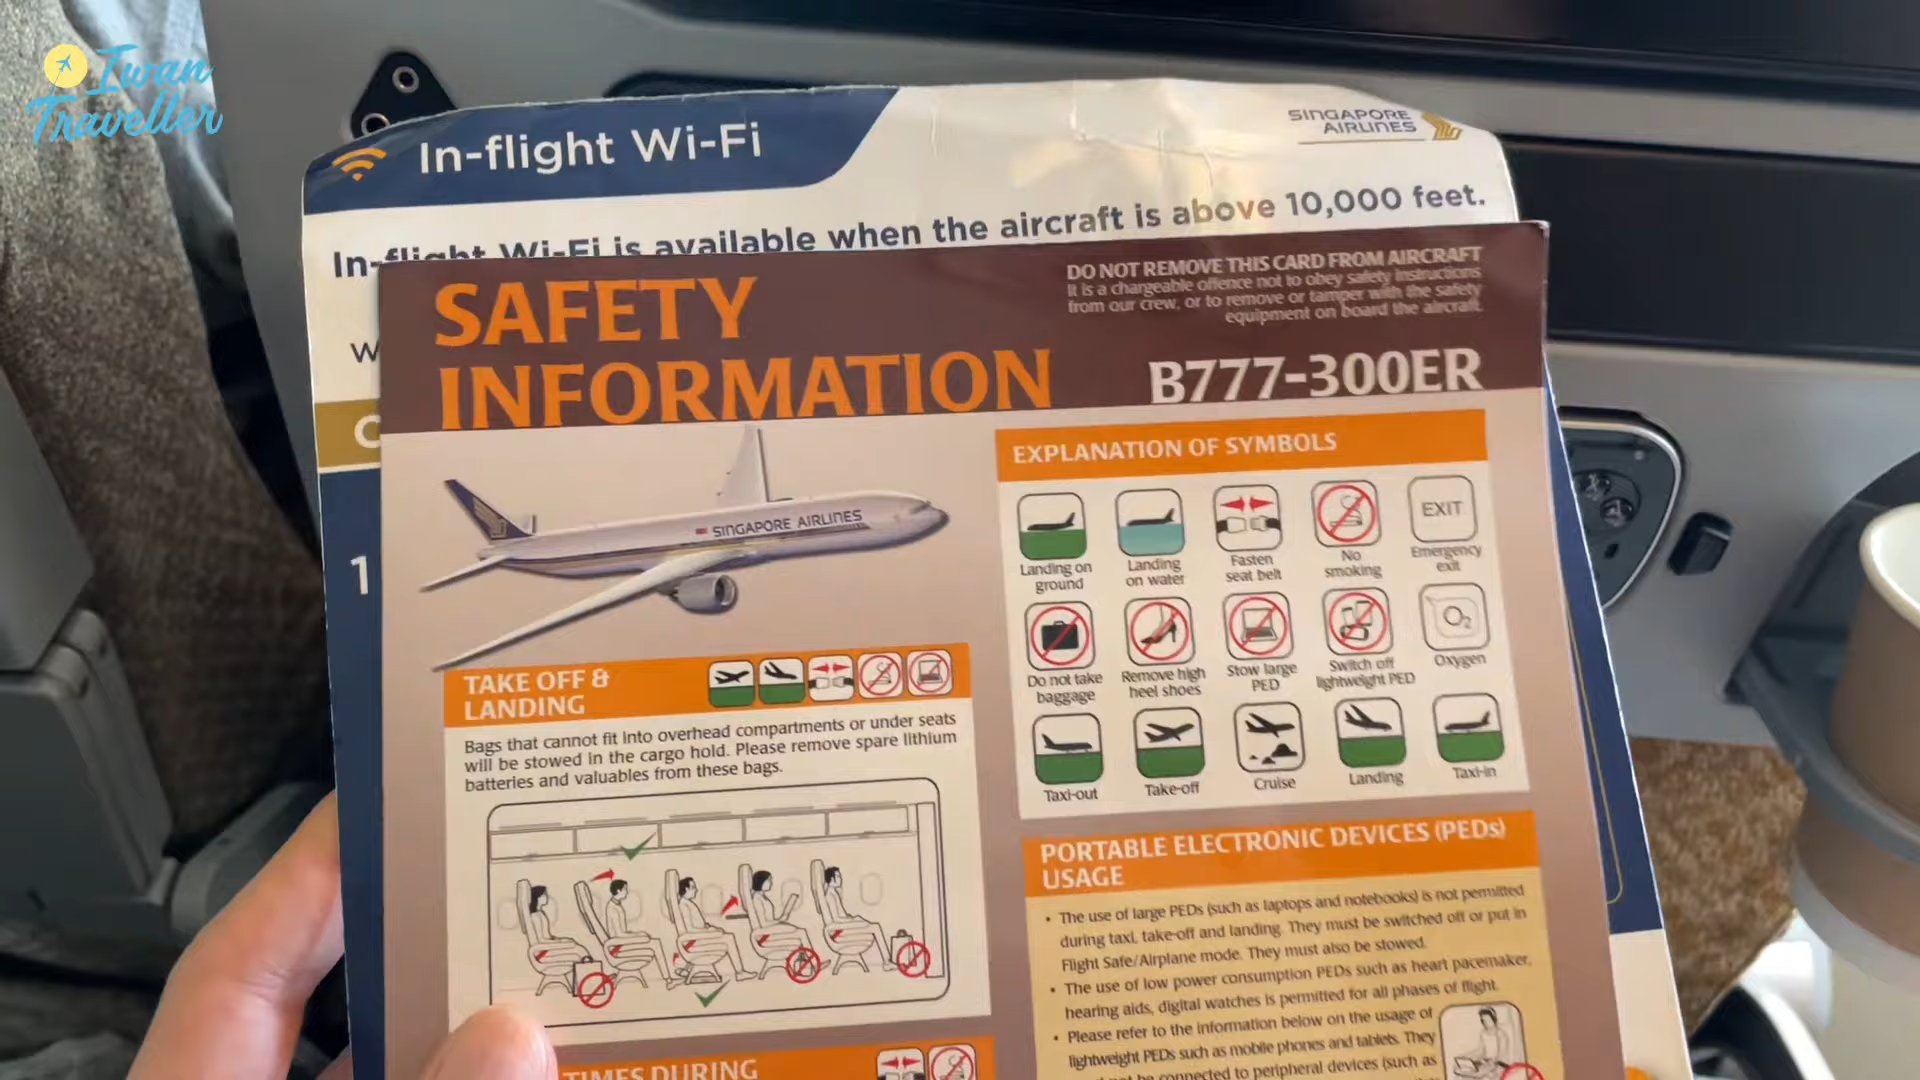 Iwan
Traveller
In-flight Wi-Fi
SINGAPORE
AIRLINES
In-flight Wi-Fi is available when the aircraft is above 10,000 feet.
SAFETY
INFORMATION
DO NOT REMOVE THIS CARD FROM AIRCRAFT
It is a chargeable offence not to obey safety instructions
from our crew, or to remove or tamper with the safety
equipment on board the aircraft.
B777-300ER
1
SINGAPORE AIRLINES
EXPLANATION OF SYMBOLS
EXIT
Landing on
ground
Landing
on water
Fasten
seat belt
No
smoking
Emergency
exit
O2
Do not take
baggage
Remove high
heel shoes
Stow large
PED
Switch off
lightweight PED
Oxygen
Taxi-out
Take-off
Cruise
Landing
Taxi-in
TAKE OFF &
LANDING
Bags that cannot fit into overhead compartments or under seats
will be stowed in the cargo hold. Please remove spare lithium
batteries and valuables from these bags.
PORTABLE ELECTRONIC DEVICES (PEDs)
USAGE
• The use of large PEDs (such as laptops and notebooks) is not permitted
during taxi, take-off and landing. They must be switched off or put in
Flight Safe/Airplane mode. They must also be stowed.
• The use of low power consumption PEDs such as heart pacemaker,
hearing aids, digital watches is permitted for all phases of flight.
• Please refer to the information below on the usage of
lightweight PEDs such as mobile phones and tablets. They
be connected to peripheral devices (such as
TIMES DURING